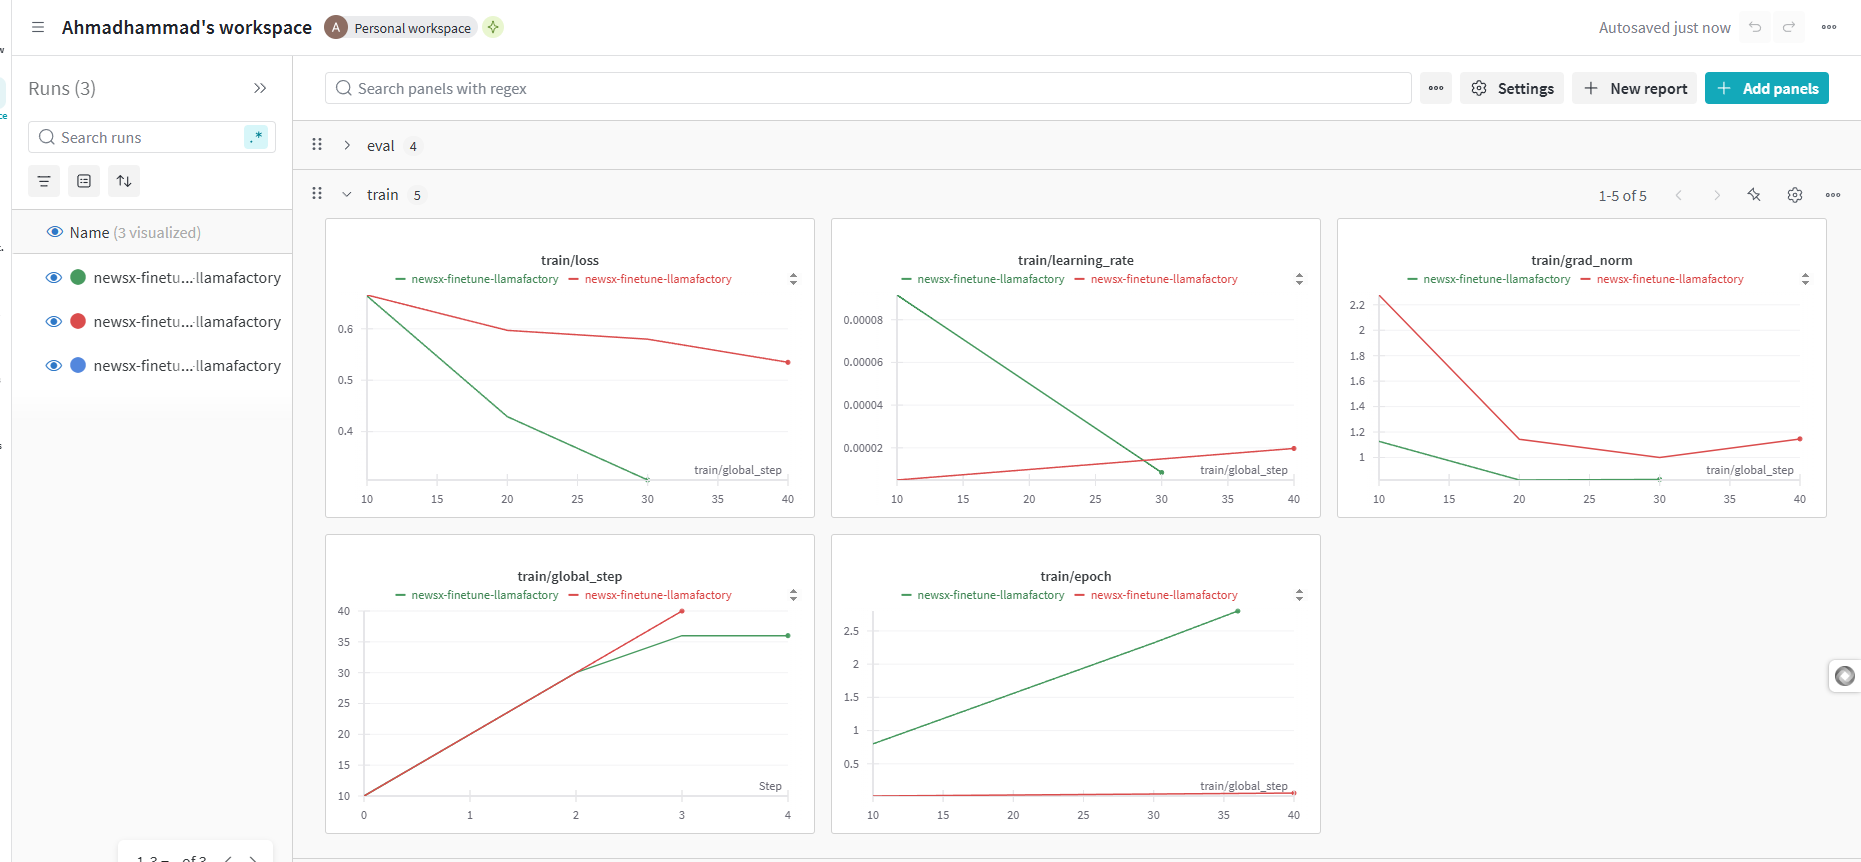 Ahmadhammad's workspace
A Personal workspace
Autosaved just now
Runs (3)
Search runs
.*
Name (3 visualized)
newsx-finetu...-llamafactory
newsx-finetu...-llamafactory
newsx-finetu...-llamafactory
Search panels with regex
Settings
New report
Add panels
eval 4
train 5
1-5 of 5
train/loss
newsx-finetune-llamafactory newsx-finetune-llamafactory
0.6
0.5
0.4
train/global_step
10 15 20 25 30 35 40
train/learning_rate
newsx-finetune-llamafactory newsx-finetune-llamafactory
0.00008
0.00006
0.00004
0.00002
train/global_step
10 15 20 25 30 35 40
train/grad_norm
newsx-finetune-llamafactory newsx-finetune-llamafactory
2.2
2
1.8
1.6
1.4
1.2
1
train/global_step
10 15 20 25 30 35 40
train/global_step
newsx-finetune-llamafactory newsx-finetune-llamafactory
40
35
30
25
20
15
10
Step
0 1 2 3 4
train/epoch
newsx-finetune-llamafactory newsx-finetune-llamafactory
2.5
2
1.5
1
0.5
train/global_step
10 15 20 25 30 35 40
1-3 of 3